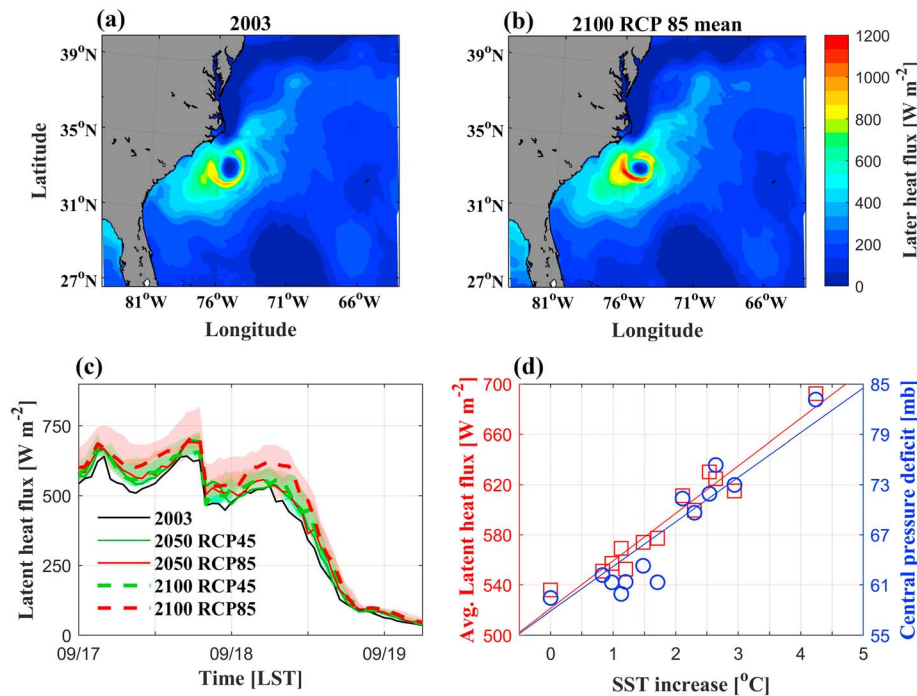 (a)
2003
39°N
35°N
31°N
27°N
Latitude
81°W 76°W 71°W 66°W
Longitude
(b)
2100 RCP 85 mean
39°N
35°N
31°N
27°N
81°W 76°W 71°W 66°W
Longitude
1200
1000
800
600
400
200
0
Later heat flux [W m-2]
(c)
750
500
250
0
Latent heat flux [W m-2]
2003
2050 RCP45
2050 RCP85
2100 RCP45
2100 RCP85
09/17 09/18 09/19
Time [LST]
(d)
700
660
620
580
540
500
Avg. Latent heat flux [W m-2]
85
79
73
67
61
55
Central pressure deficit [mb]
0 1 2 3 4 5
SST increase [oC]